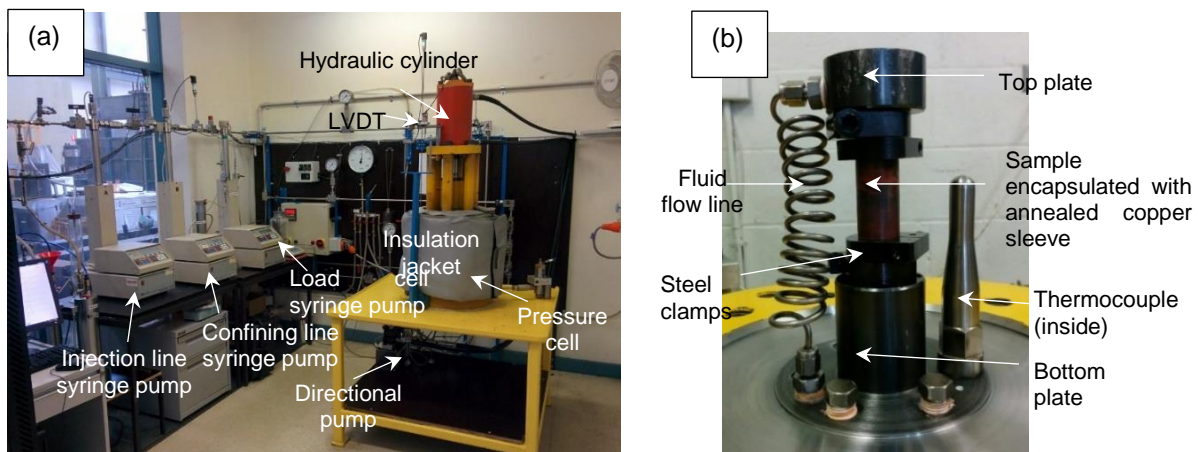 (a)
Hydraulic cylinder
LVDT
Insulation
jacket
cell
Load
syringe pump
Pressure
cell
Confining line
syringe pump
Injection line
syringe pump
Directional
pump
(b)
Top plate
Fluid
flow line
Sample
encapsulated with
annealed copper
sleeve
Steel
clamps
Thermocouple
(inside)
Bottom
plate